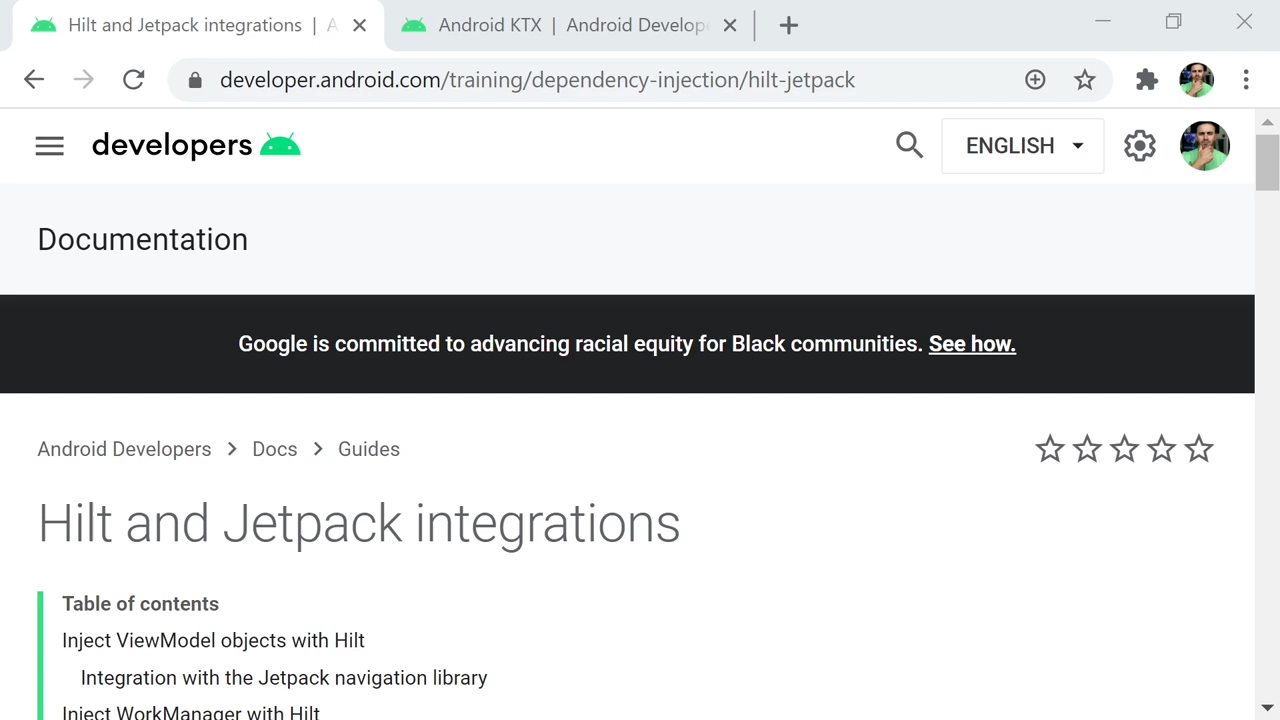 Hilt and Jetpack integrations | A
Android KTX | Android Develop
developer.android.com/training/dependency-injection/hilt-jetpack
developers
ENGLISH
Documentation
Google is committed to advancing racial equity for Black communities. See how.
Android Developers > Docs > Guides
Hilt and Jetpack integrations
Table of contents
Inject ViewModel objects with Hilt
Integration with the Jetpack navigation library
Inject WorkManager with Hilt